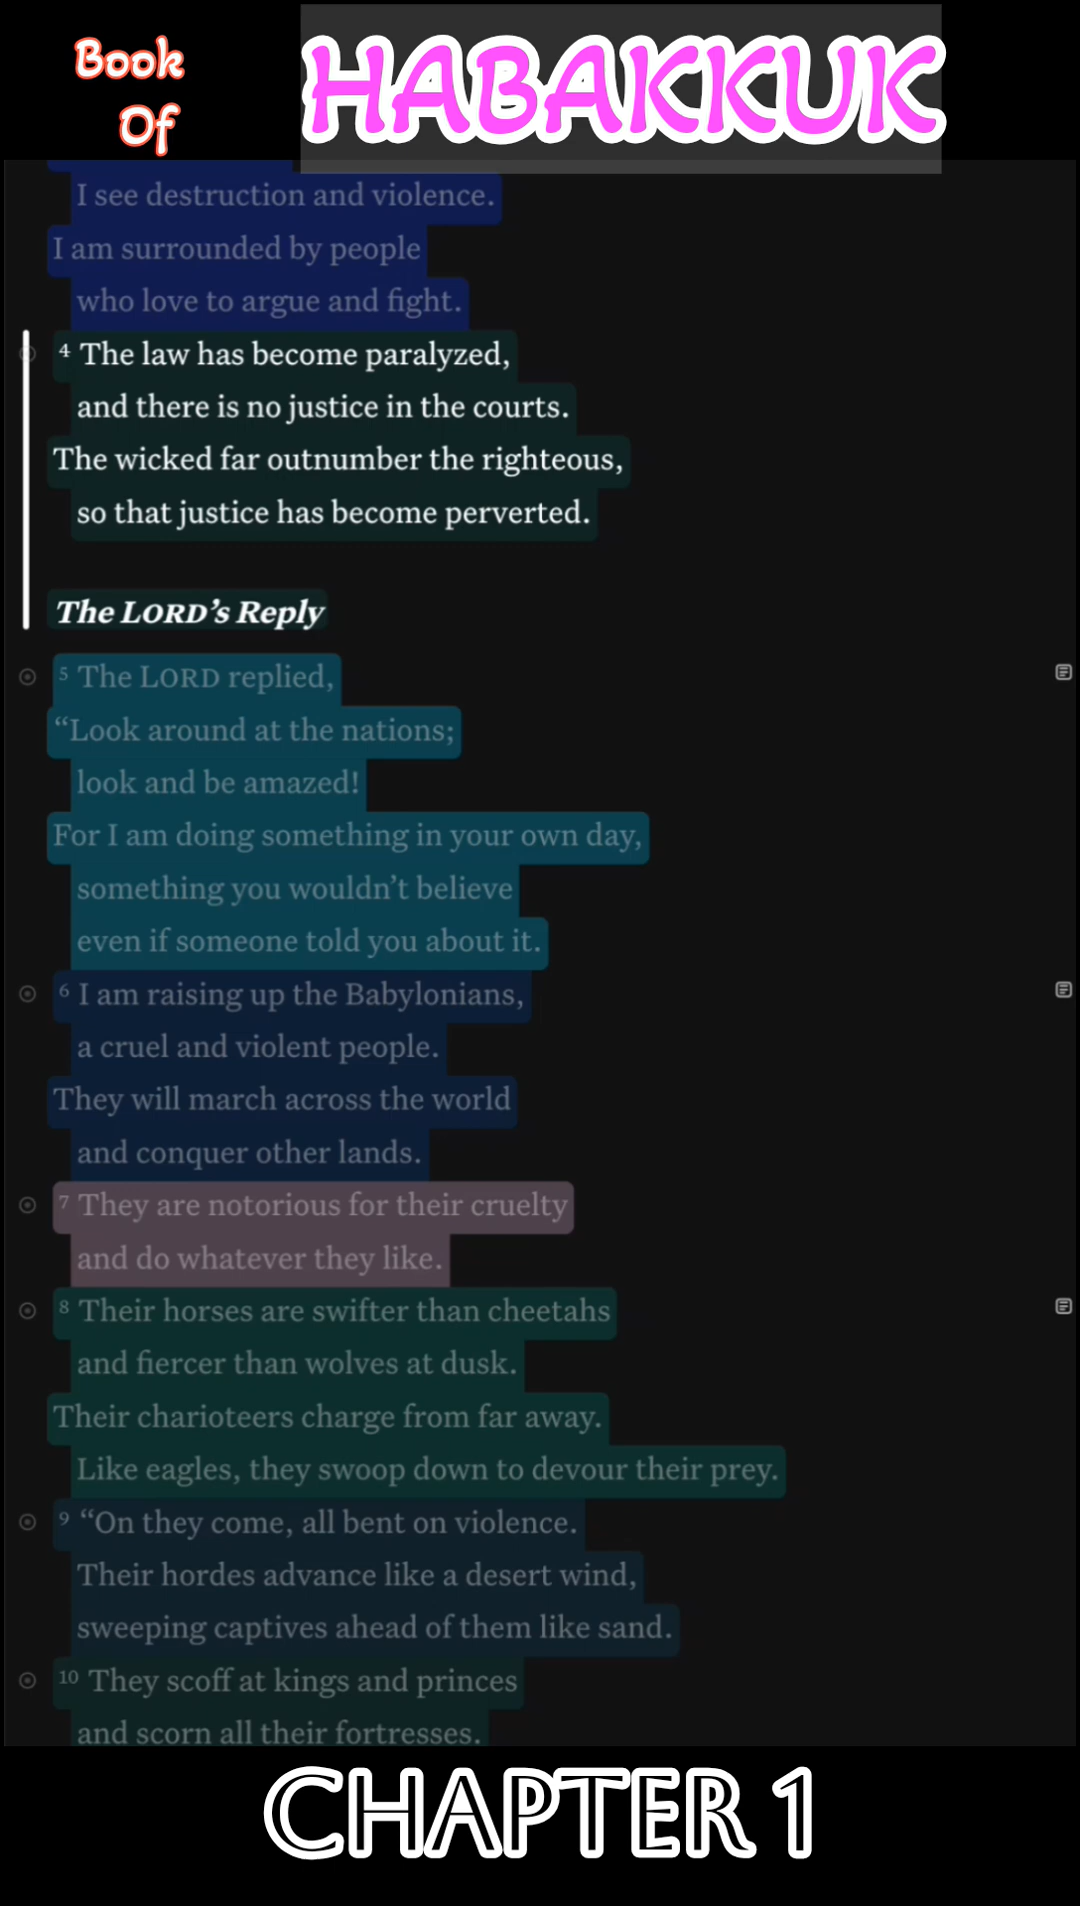 Book
Of
HABAKKUK
I see destruction and violence.
I am surrounded by people
who love to argue and fight.
4 The law has become paralyzed,
and there is no justice in the courts.
The wicked far outnumber the righteous,
so that justice has become perverted.
The LORD’s Reply
5 The LORD replied,
“Look around at the nations;
look and be amazed!
For I am doing something in your own day,
something you wouldn’t believe
even if someone told you about it.
6 I am raising up the Babylonians,
a cruel and violent people.
They will march across the world
and conquer other lands.
7 They are notorious for their cruelty
and do whatever they like.
8 Their horses are swifter than cheetahs
and fiercer than wolves at dusk.
Their charioteers charge from far away.
Like eagles, they swoop down to devour their prey.
9 “On they come, all bent on violence.
Their hordes advance like a desert wind,
sweeping captives ahead of them like sand.
10 They scoff at kings and princes
and scorn all their fortresses.
CHAPTER 1